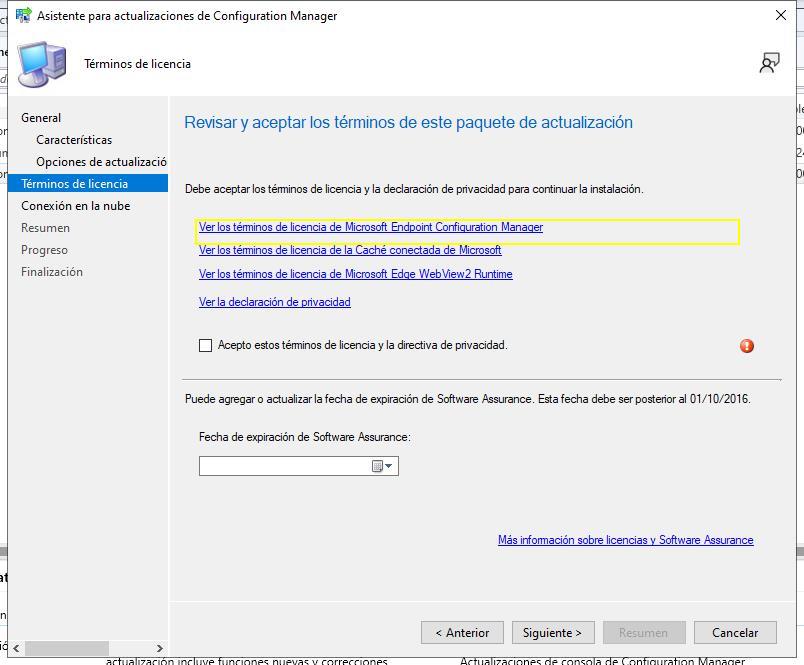 Asistente para actualizaciones de Configuration Manager
Términos de licencia
General
Características
Opciones de actualizació
Términos de licencia
Conexión en la nube
Resumen
Progreso
Finalización
Revisar y aceptar los términos de este paquete de actualización
Debe aceptar los términos de licencia y la declaración de privacidad para continuar la instalación.
Ver los términos de licencia de Microsoft Endpoint Configuration Manager
Ver los términos de licencia de la Caché conectada de Microsoft
Ver los términos de licencia de Microsoft Edge WebView2 Runtime
Ver la declaración de privacidad
Acepto estos términos de licencia y la directiva de privacidad.
Puede agregar o actualizar la fecha de expiración de Software Assurance. Esta fecha debe ser posterior al 01/10/2016.
Fecha de expiración de Software Assurance:
Más información sobre licencias y Software Assurance
< Anterior
Siguiente >
Resumen
Cancelar
actualización incluye funciones nuevas y correcciones
Actualizaciones de consola de Configuration Manager